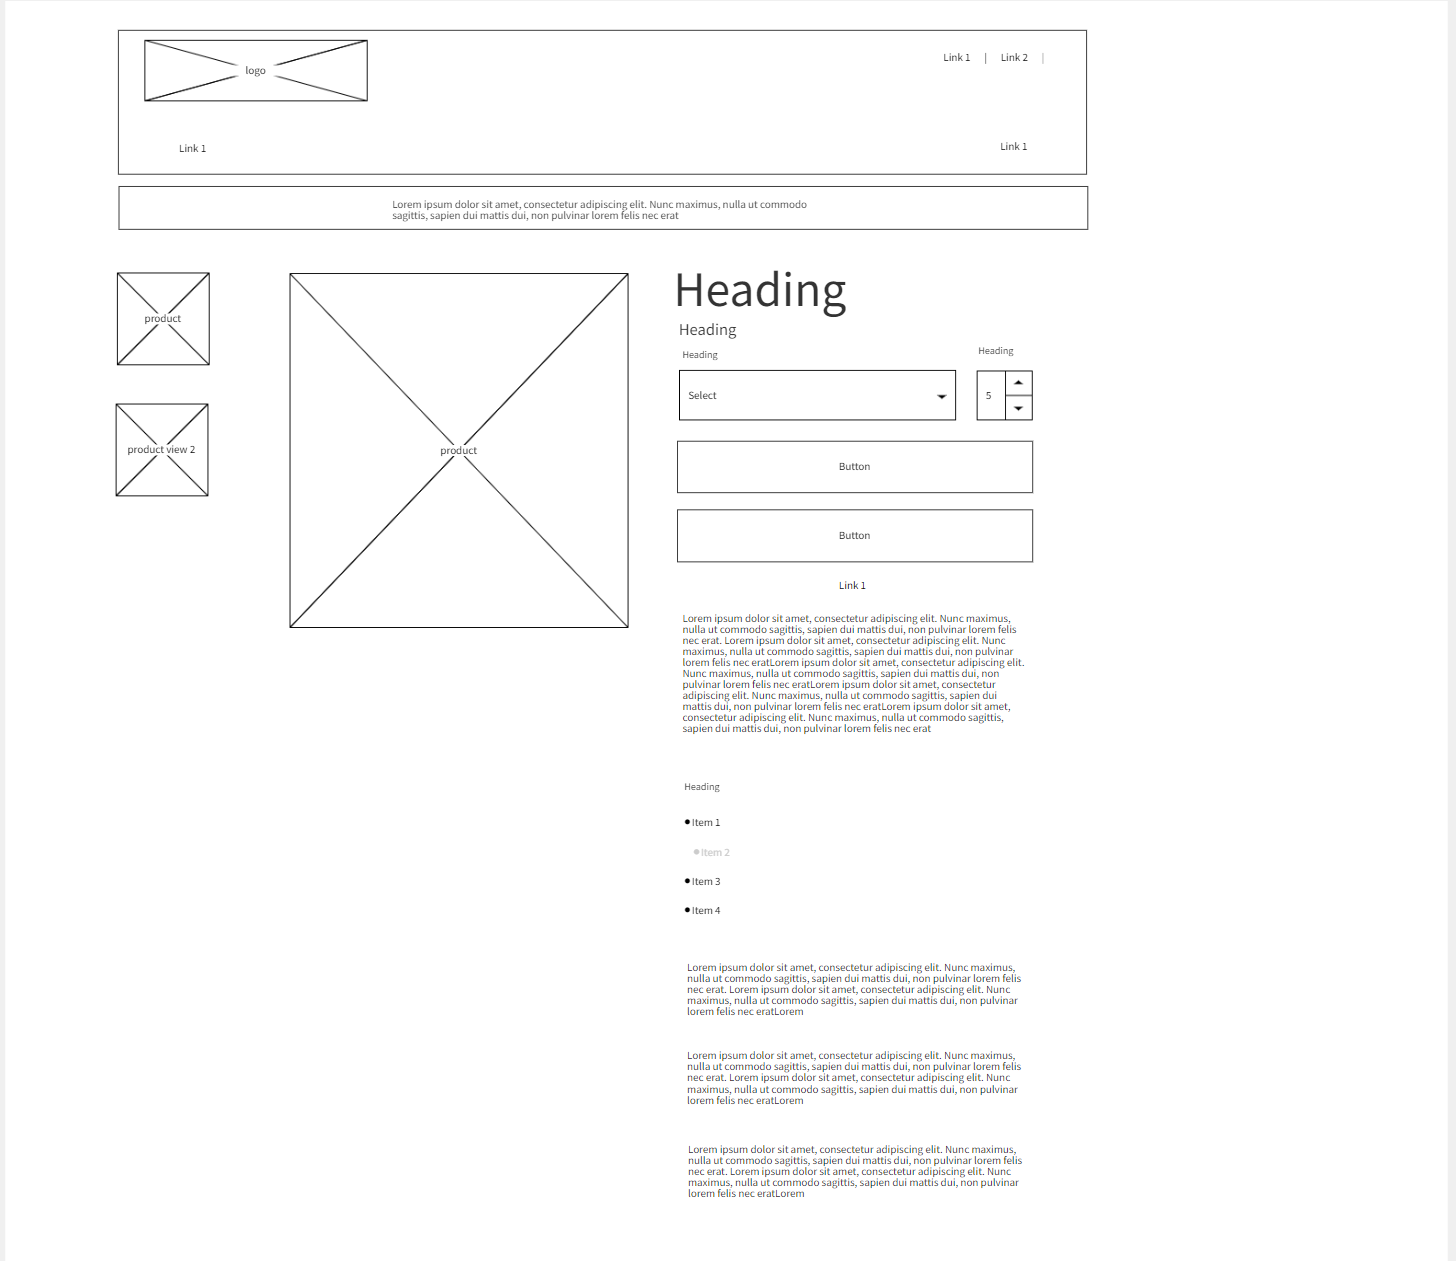 logo
Link 1 | Link 2 |
Link 1
Link 1
Lorem ipsum dolor sit amet, consectetur adipiscing elit. Nunc maximus, nulla ut commodo
sagittis, sapien dui mattis dui, non pulvinar lorem felis nec erat
product
product view 2
product
Heading
Heading
Heading
Heading
Select
5
Button
Button
Link 1
Lorem ipsum dolor sit amet, consectetur adipiscing elit. Nunc maximus,
nulla ut commodo sagittis, sapien dui mattis dui, non pulvinar lorem felis
nec erat. Lorem ipsum dolor sit amet, consectetur adipiscing elit. Nunc
maximus, nulla ut commodo sagittis, sapien dui mattis dui, non pulvinar
lorem felis nec eratLorem ipsum dolor sit amet, consectetur adipiscing elit.
Nunc maximus, nulla ut commodo sagittis, sapien dui mattis dui, non
pulvinar lorem felis nec eratLorem ipsum dolor sit amet, consectetur
adipiscing elit. Nunc maximus, nulla ut commodo sagittis, sapien dui
mattis dui, non pulvinar lorem felis nec eratLorem ipsum dolor sit amet,
consectetur adipiscing elit. Nunc maximus, nulla ut commodo sagittis,
sapien dui mattis dui, non pulvinar lorem felis nec erat
Heading
Item 1
Item 2
Item 3
Item 4
Lorem ipsum dolor sit amet, consectetur adipiscing elit. Nunc maximus,
nulla ut commodo sagittis, sapien dui mattis dui, non pulvinar lorem felis
nec erat. Lorem ipsum dolor sit amet, consectetur adipiscing elit. Nunc
maximus, nulla ut commodo sagittis, sapien dui mattis dui, non pulvinar
lorem felis nec eratLorem
Lorem ipsum dolor sit amet, consectetur adipiscing elit. Nunc maximus,
nulla ut commodo sagittis, sapien dui mattis dui, non pulvinar lorem felis
nec erat. Lorem ipsum dolor sit amet, consectetur adipiscing elit. Nunc
maximus, nulla ut commodo sagittis, sapien dui mattis dui, non pulvinar
lorem felis nec eratLorem
Lorem ipsum dolor sit amet, consectetur adipiscing elit. Nunc maximus,
nulla ut commodo sagittis, sapien dui mattis dui, non pulvinar lorem felis
nec erat. Lorem ipsum dolor sit amet, consectetur adipiscing elit. Nunc
maximus, nulla ut commodo sagittis, sapien dui mattis dui, non pulvinar
lorem felis nec eratLorem